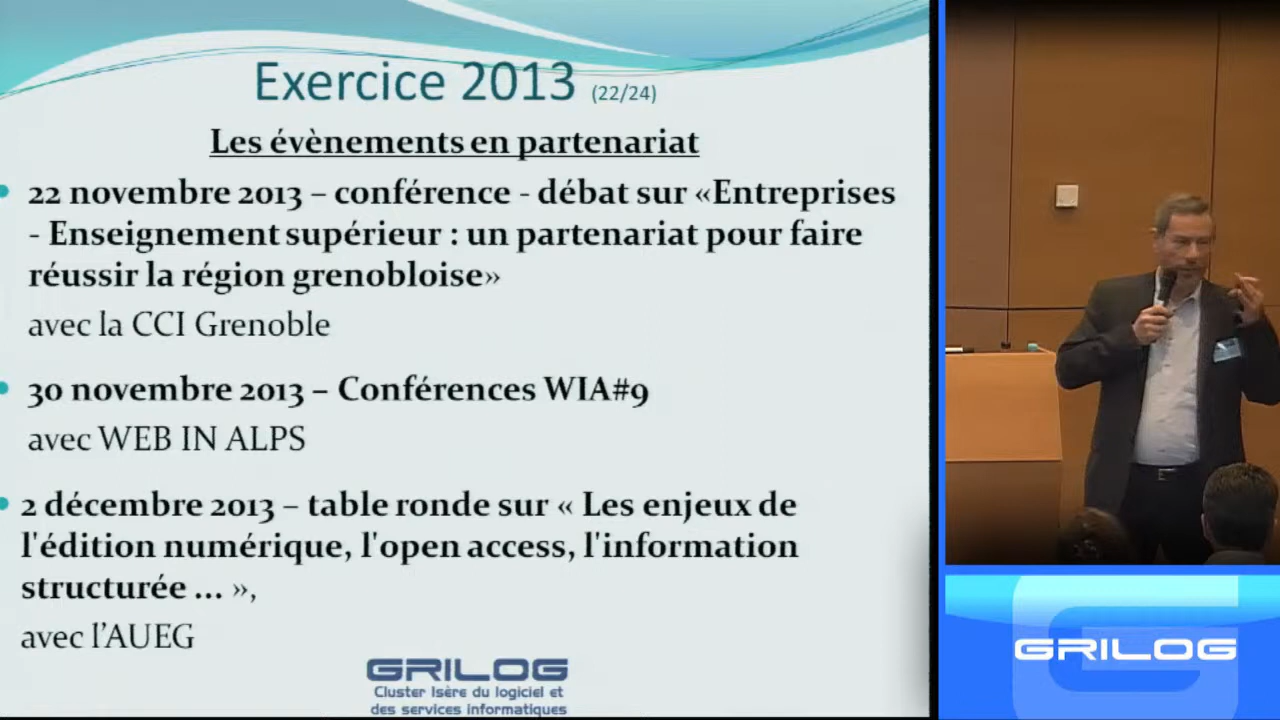 Exercice 2013 (22/24)
Les évènements en partenariat
22 novembre 2013 – conférence - débat sur «Entreprises
- Enseignement supérieur : un partenariat pour faire
réussir la région grenobloise»
avec la CCI Grenoble
30 novembre 2013 – Conférences WIA#9
avec WEB IN ALPS
2 décembre 2013 – table ronde sur « Les enjeux de
l'édition numérique, l'open access, l'information
structurée ... »,
avec l’AUEG
GRILOG
Cluster Isère du logiciel et
des services informatiques
GRILOG